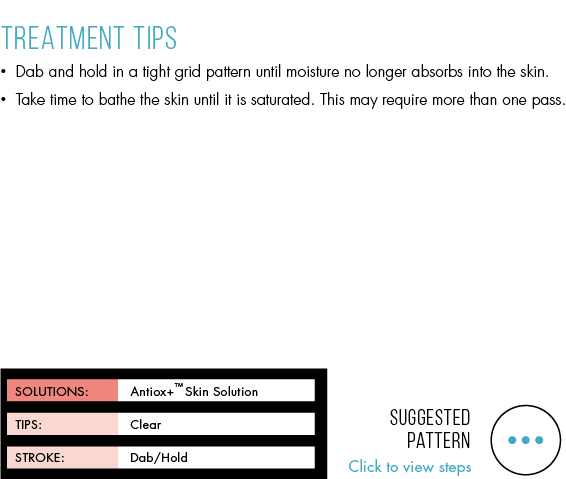 TREATMENT TIPS
• Dab and hold in a tight grid pattern until moisture no longer absorbs into the skin.
• Take time to bathe the skin until it is saturated. This may require more than one pass.
SOLUTIONS: Antiox+™ Skin Solution
TIPS: Clear
STROKE: Dab/Hold
SUGGESTED
PATTERN
Click to view steps